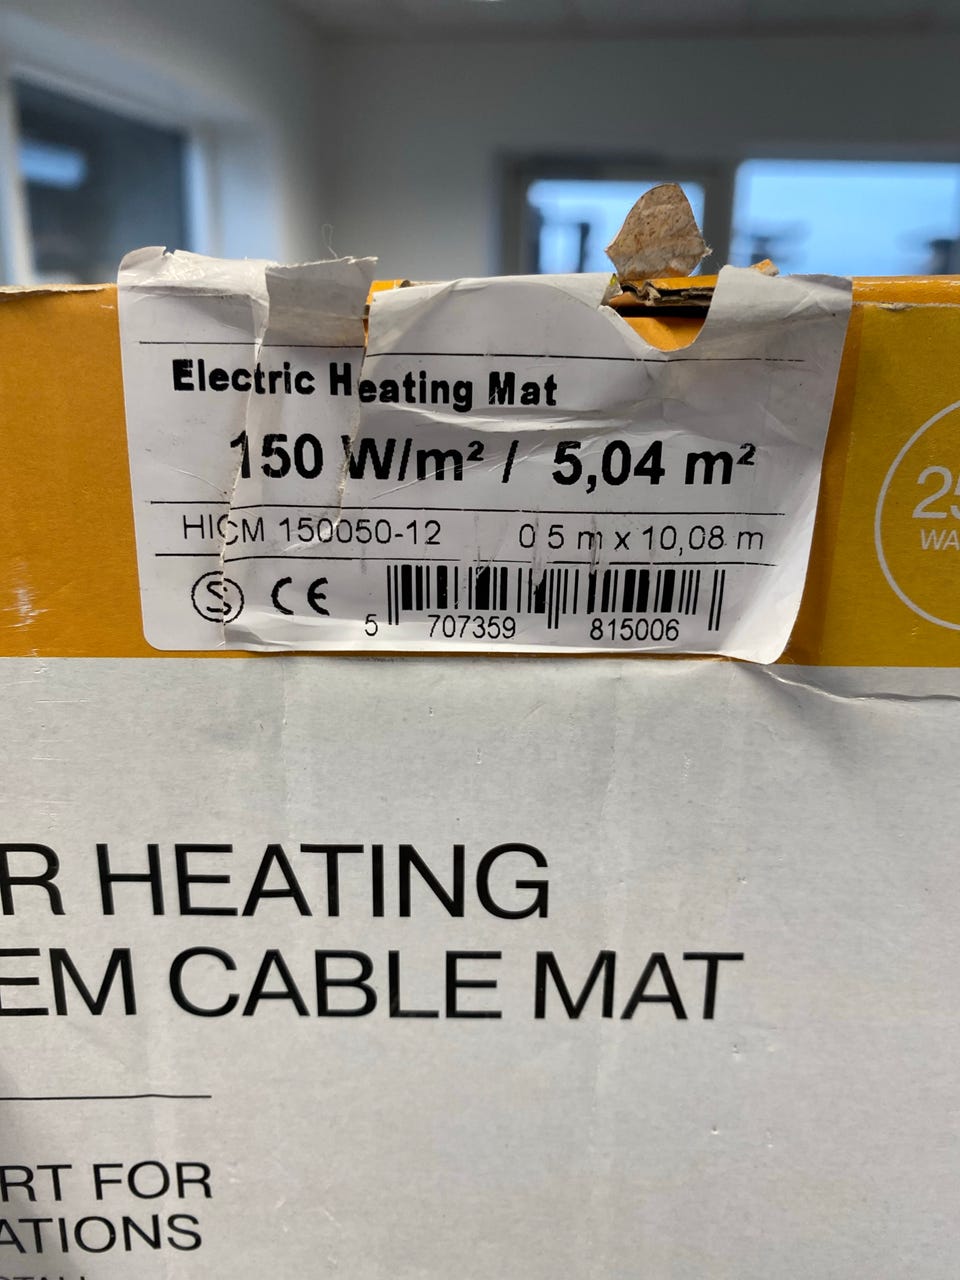 Electric Heating Mat
150 W/m² / 5,04 m²
HICM 150050-12 0 5 m x 10,08 m
S CE
5 707359 815006
25
WA
R HEATING
EM CABLE MAT
RT FOR
ATIONS